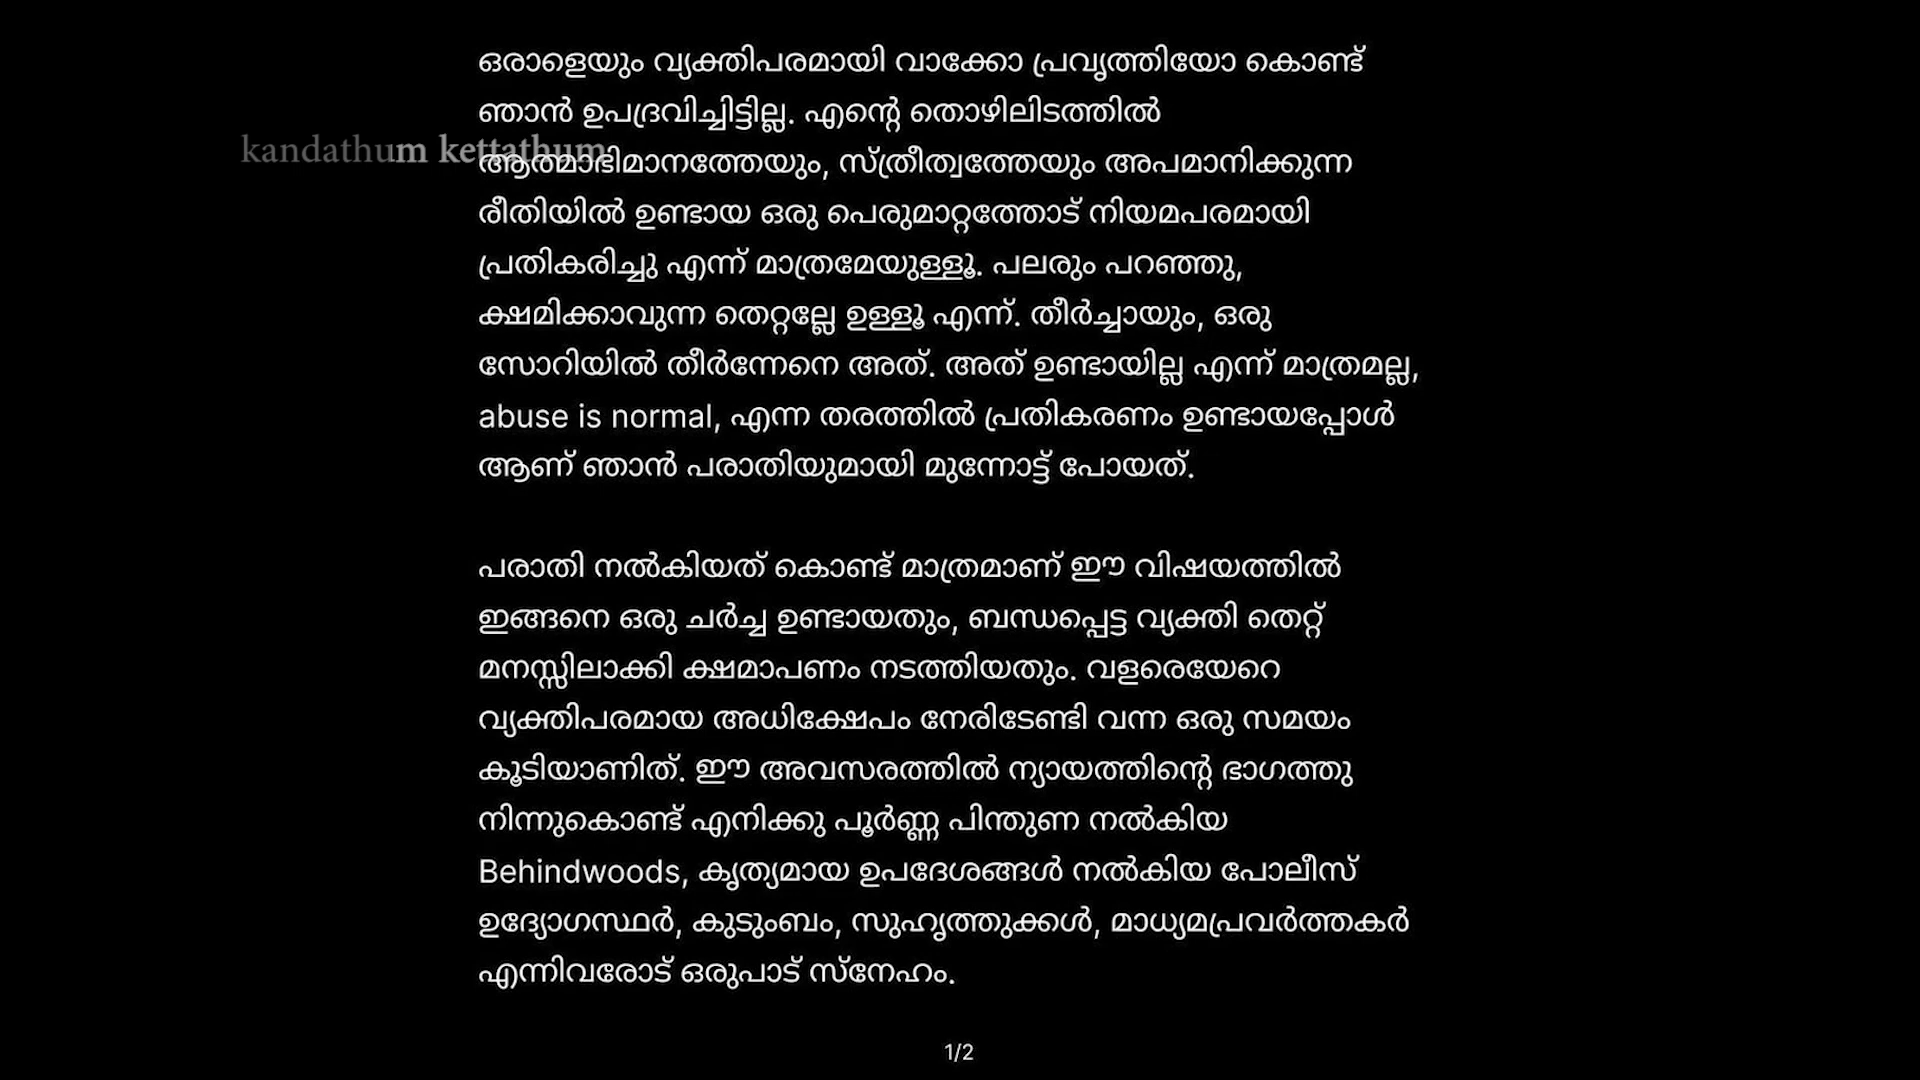 ഒരാളെയും വ്യക്തിപരമായി വാക്കോ പ്രവൃത്തിയോ കൊണ്ട്
ഞാൻ ഉപദ്രവിച്ചിട്ടില്ല. എന്റെ തൊഴിലിടത്തിൽ
kandathum kettathum
ആത്മാഭിമാനത്തേയും, സ്ത്രീത്വത്തേയും അപമാനിക്കുന്ന
രീതിയിൽ ഉണ്ടായ ഒരു പെരുമാറ്റത്തോട് നിയമപരമായി
പ്രതികരിച്ചു എന്ന് മാത്രമേയുള്ളൂ. പലരും പറഞ്ഞു,
ക്ഷമിക്കാവുന്ന തെറ്റല്ലേ ഉള്ളൂ എന്ന്. തീർച്ചായും, ഒരു
സോറിയിൽ തീർന്നേനെ അത്. അത് ഉണ്ടായില്ല എന്ന് മാത്രമല്ല,
abuse is normal, എന്ന തരത്തിൽ പ്രതികരണം ഉണ്ടായപ്പോൾ
ആണ് ഞാൻ പരാതിയുമായി മുന്നോട്ട് പോയത്.
പരാതി നൽകിയത് കൊണ്ട് മാത്രമാണ് ഈ വിഷയത്തിൽ
ഇങ്ങനെ ഒരു ചർച്ച ഉണ്ടായതും, ബന്ധപ്പെട്ട വ്യക്തി തെറ്റ്
മനസ്സിലാക്കി ക്ഷമാപണം നടത്തിയതും. വളരെയേറെ
വ്യക്തിപരമായ അധിക്ഷേപം നേരിടേണ്ടി വന്ന ഒരു സമയം
കൂടിയാണിത്. ഈ അവസരത്തിൽ ന്യായത്തിന്റെ ഭാഗത്തു
നിന്നുകൊണ്ട് എനിക്കു പൂർണ്ണ പിന്തുണ നൽകിയ
Behindwoods, കൃത്യമായ ഉപദേശങ്ങൾ നൽകിയ പോലീസ്
ഉദ്യോഗസ്ഥർ, കുടുംബം, സുഹൃത്തുക്കൾ, മാധ്യമപ്രവർത്തകർ
എന്നിവരോട് ഒരുപാട് സ്നേഹം.
1/2